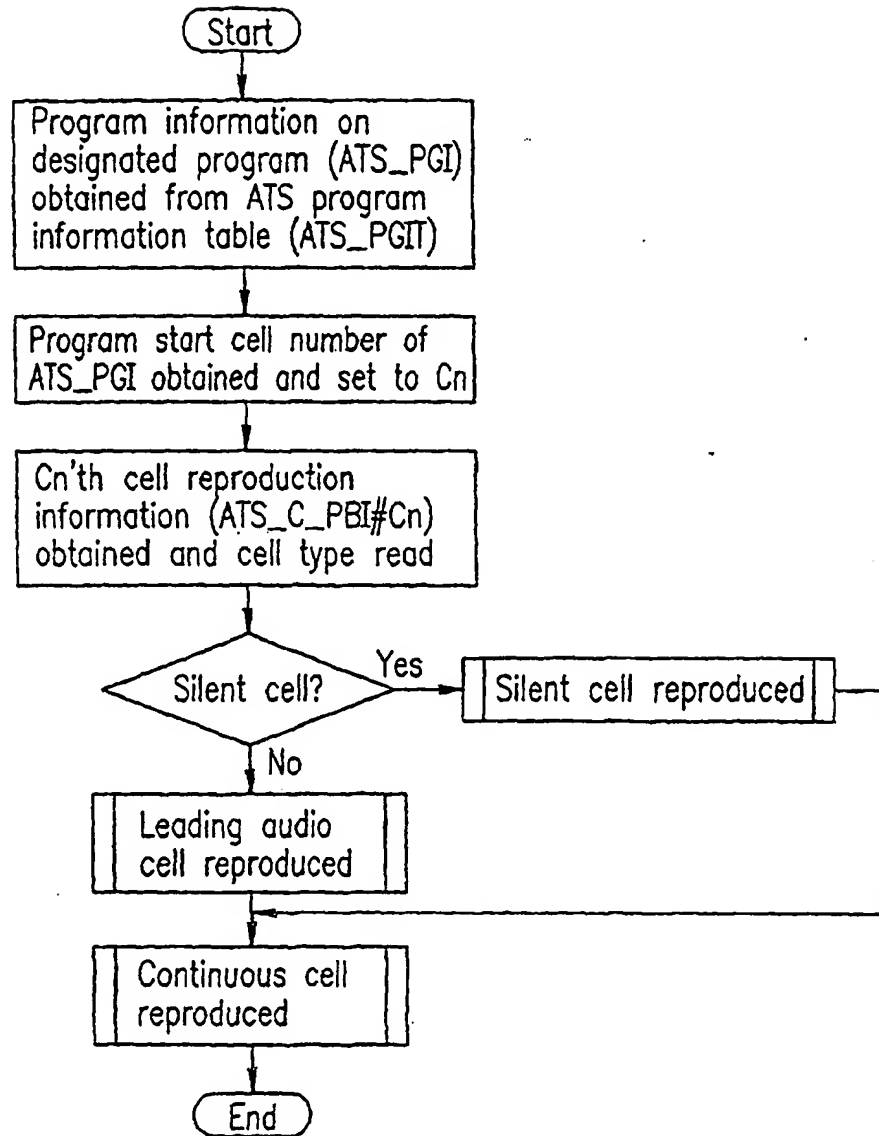 Start
Program information on
designated program (ATS_PGI)
obtained from ATS program
information table (ATS_PGIT)
Program start cell number of
ATS_PGI obtained and set to Cn
Cn'th cell reproduction
information (ATS_C_PBI#Cn)
obtained and cell type read
Silent cell?
Yes
Silent cell reproduced
No
Leading audio
cell reproduced
Continuous cell
reproduced
End